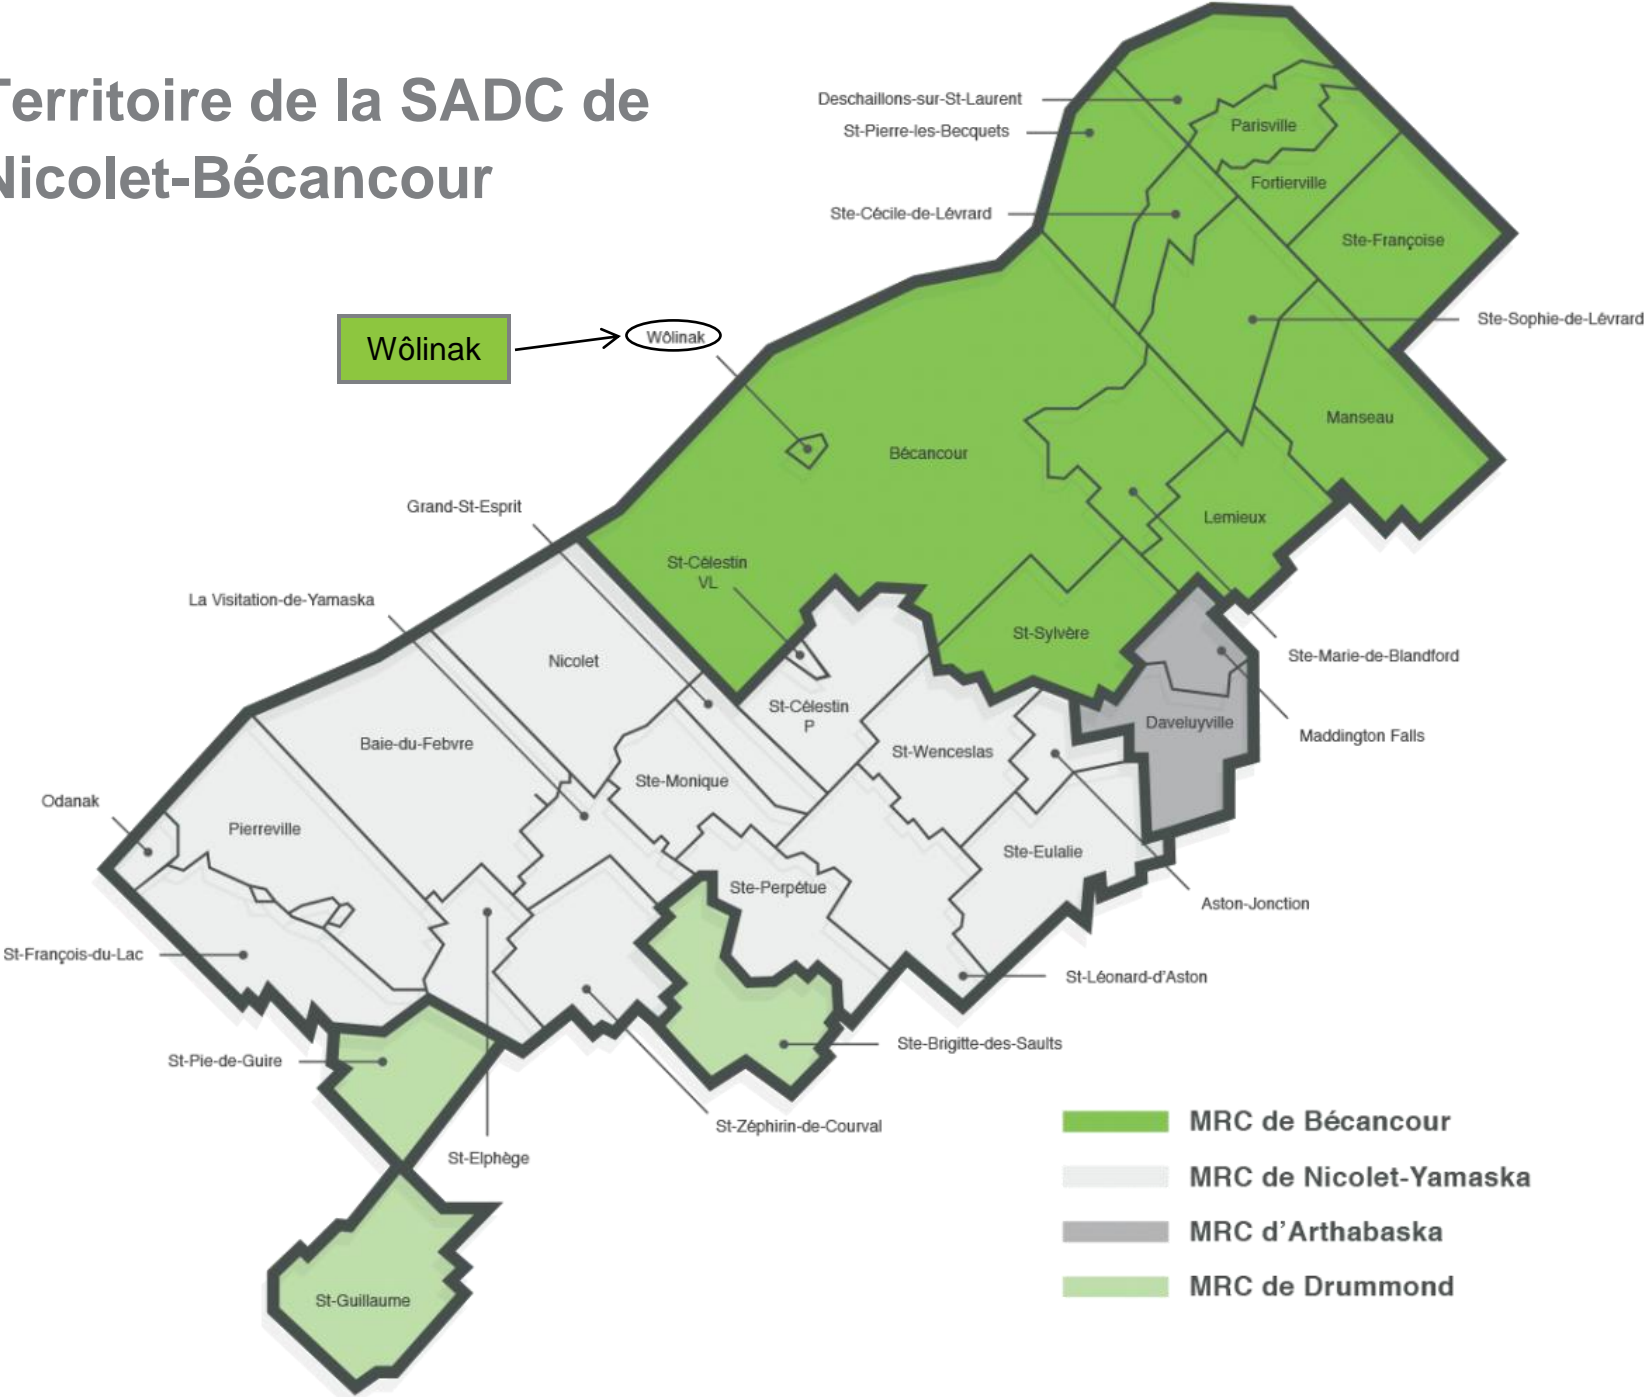 Territoire de la SADC de
Nicolet-Bécancour
Deschaillons-sur-St-Laurent
St-Pierre-les-Becquets
Parisville
Fortierville
Ste-Cécile-de-Lévrard
Ste-Françoise
Ste-Sophie-de-Lévrard
Wôlinak
Wôlinak
Manseau
Bécancour
Grand-St-Esprit
Lemieux
St-Célestin
VL
La Visitation-de-Yamaska
St-Sylvère
Ste-Marie-de-Blandford
Nicolet
St-Célestin
P
Daveluyville
Maddington Falls
Baie-du-Febvre
St-Wenceslas
Ste-Monique
Odanak
Pierreville
Ste-Eulalie
Ste-Perpétue
Aston-Jonction
St-François-du-Lac
St-Léonard-d'Aston
St-Pie-de-Guire
Ste-Brigitte-des-Saults
St-Zéphirin-de-Courval
St-Elphège
St-Guillaume
MRC de Bécancour
MRC de Nicolet-Yamaska
MRC d'Arthabaska
MRC de Drummond